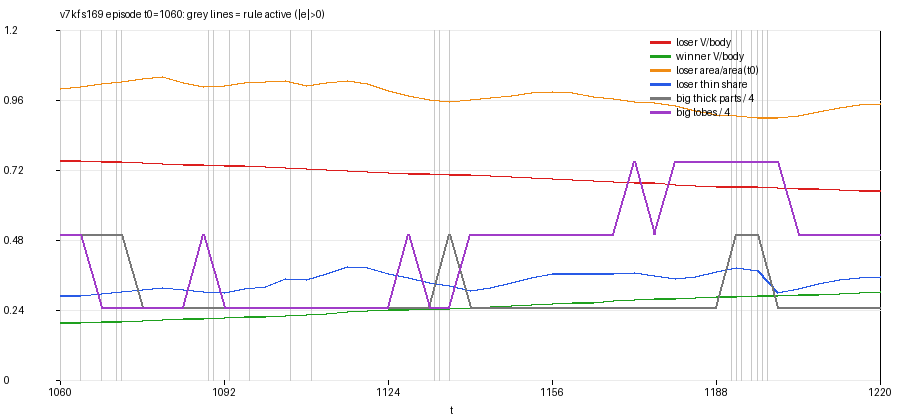 v7kf s169 episode t0=1060: grey lines = rule active (|e|>0)
1.2
loser V/body
winner V/body
loser area/area(t0)
loser thin share
big thick parts / 4
big lobes / 4
0.96
0.72
0.48
0.24
0
1060
1092
1124
1156
1188
1220
t